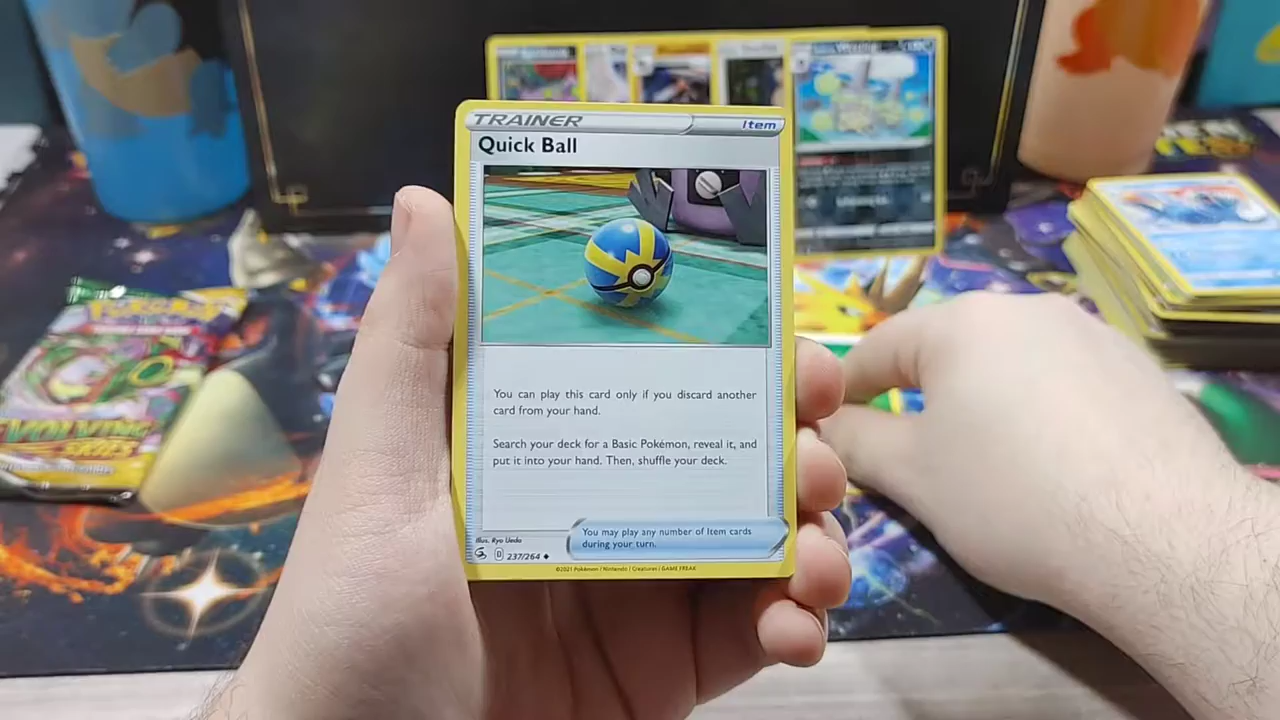 TRAINER
Item
Quick Ball
You can play this card only if you discard another
card from your hand.
Search your deck for a Basic Pokémon, reveal it, and
put it into your hand. Then, shuffle your deck.
You may play any number of Item cards
during your turn.
Illus. Ryo Ueda
D 237/264
©2021 Pokémon / Nintendo / Creatures / GAME FREAK
Pokémon
EVOLVING
SKIES